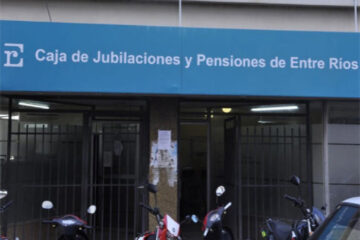 Caja de Jubilaciones y Pensiones de Entre Ríos